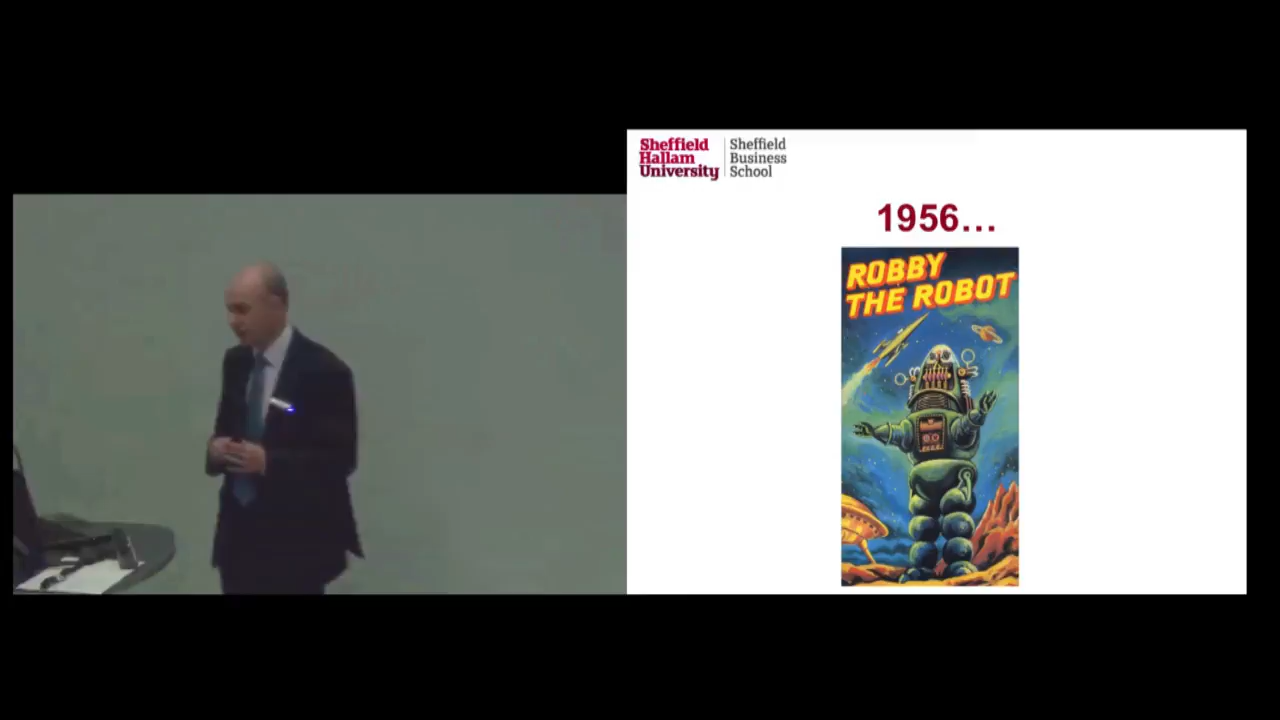 Sheffield
Hallam
University
Sheffield
Business
School
1956...
ROBBY
THE ROBOT